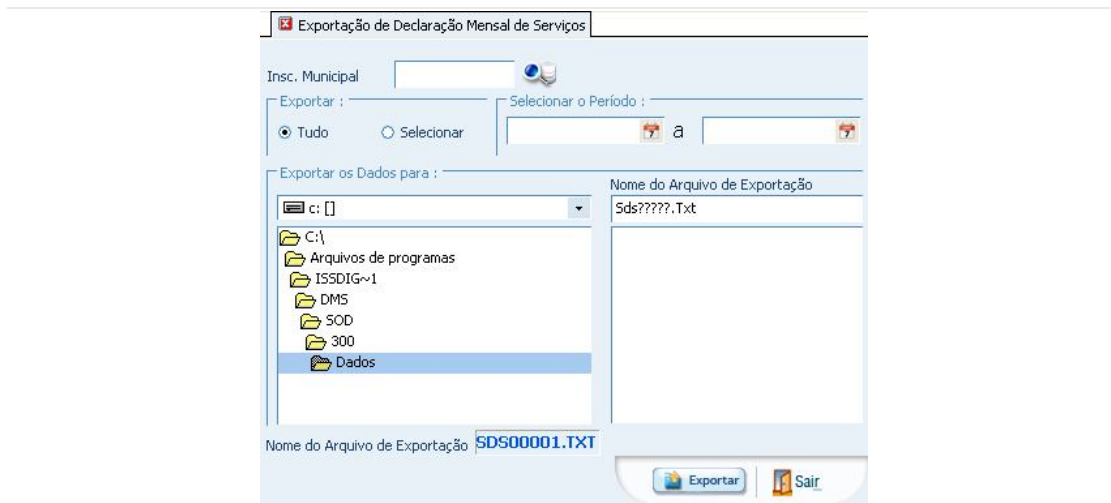 Exportação de Declaração Mensal de Serviços
Insc. Municipal
Exportar :
Tudo
Selecionar
Selecionar o Período :
a
Exportar os Dados para :
c: []
C:\
Arquivos de programas
ISSDIG~1
DMS
SOD
300
Dados
Nome do Arquivo de Exportação
Sds?????.Txt
Nome do Arquivo de Exportação SDS00001.TXT
Exportar
Sair